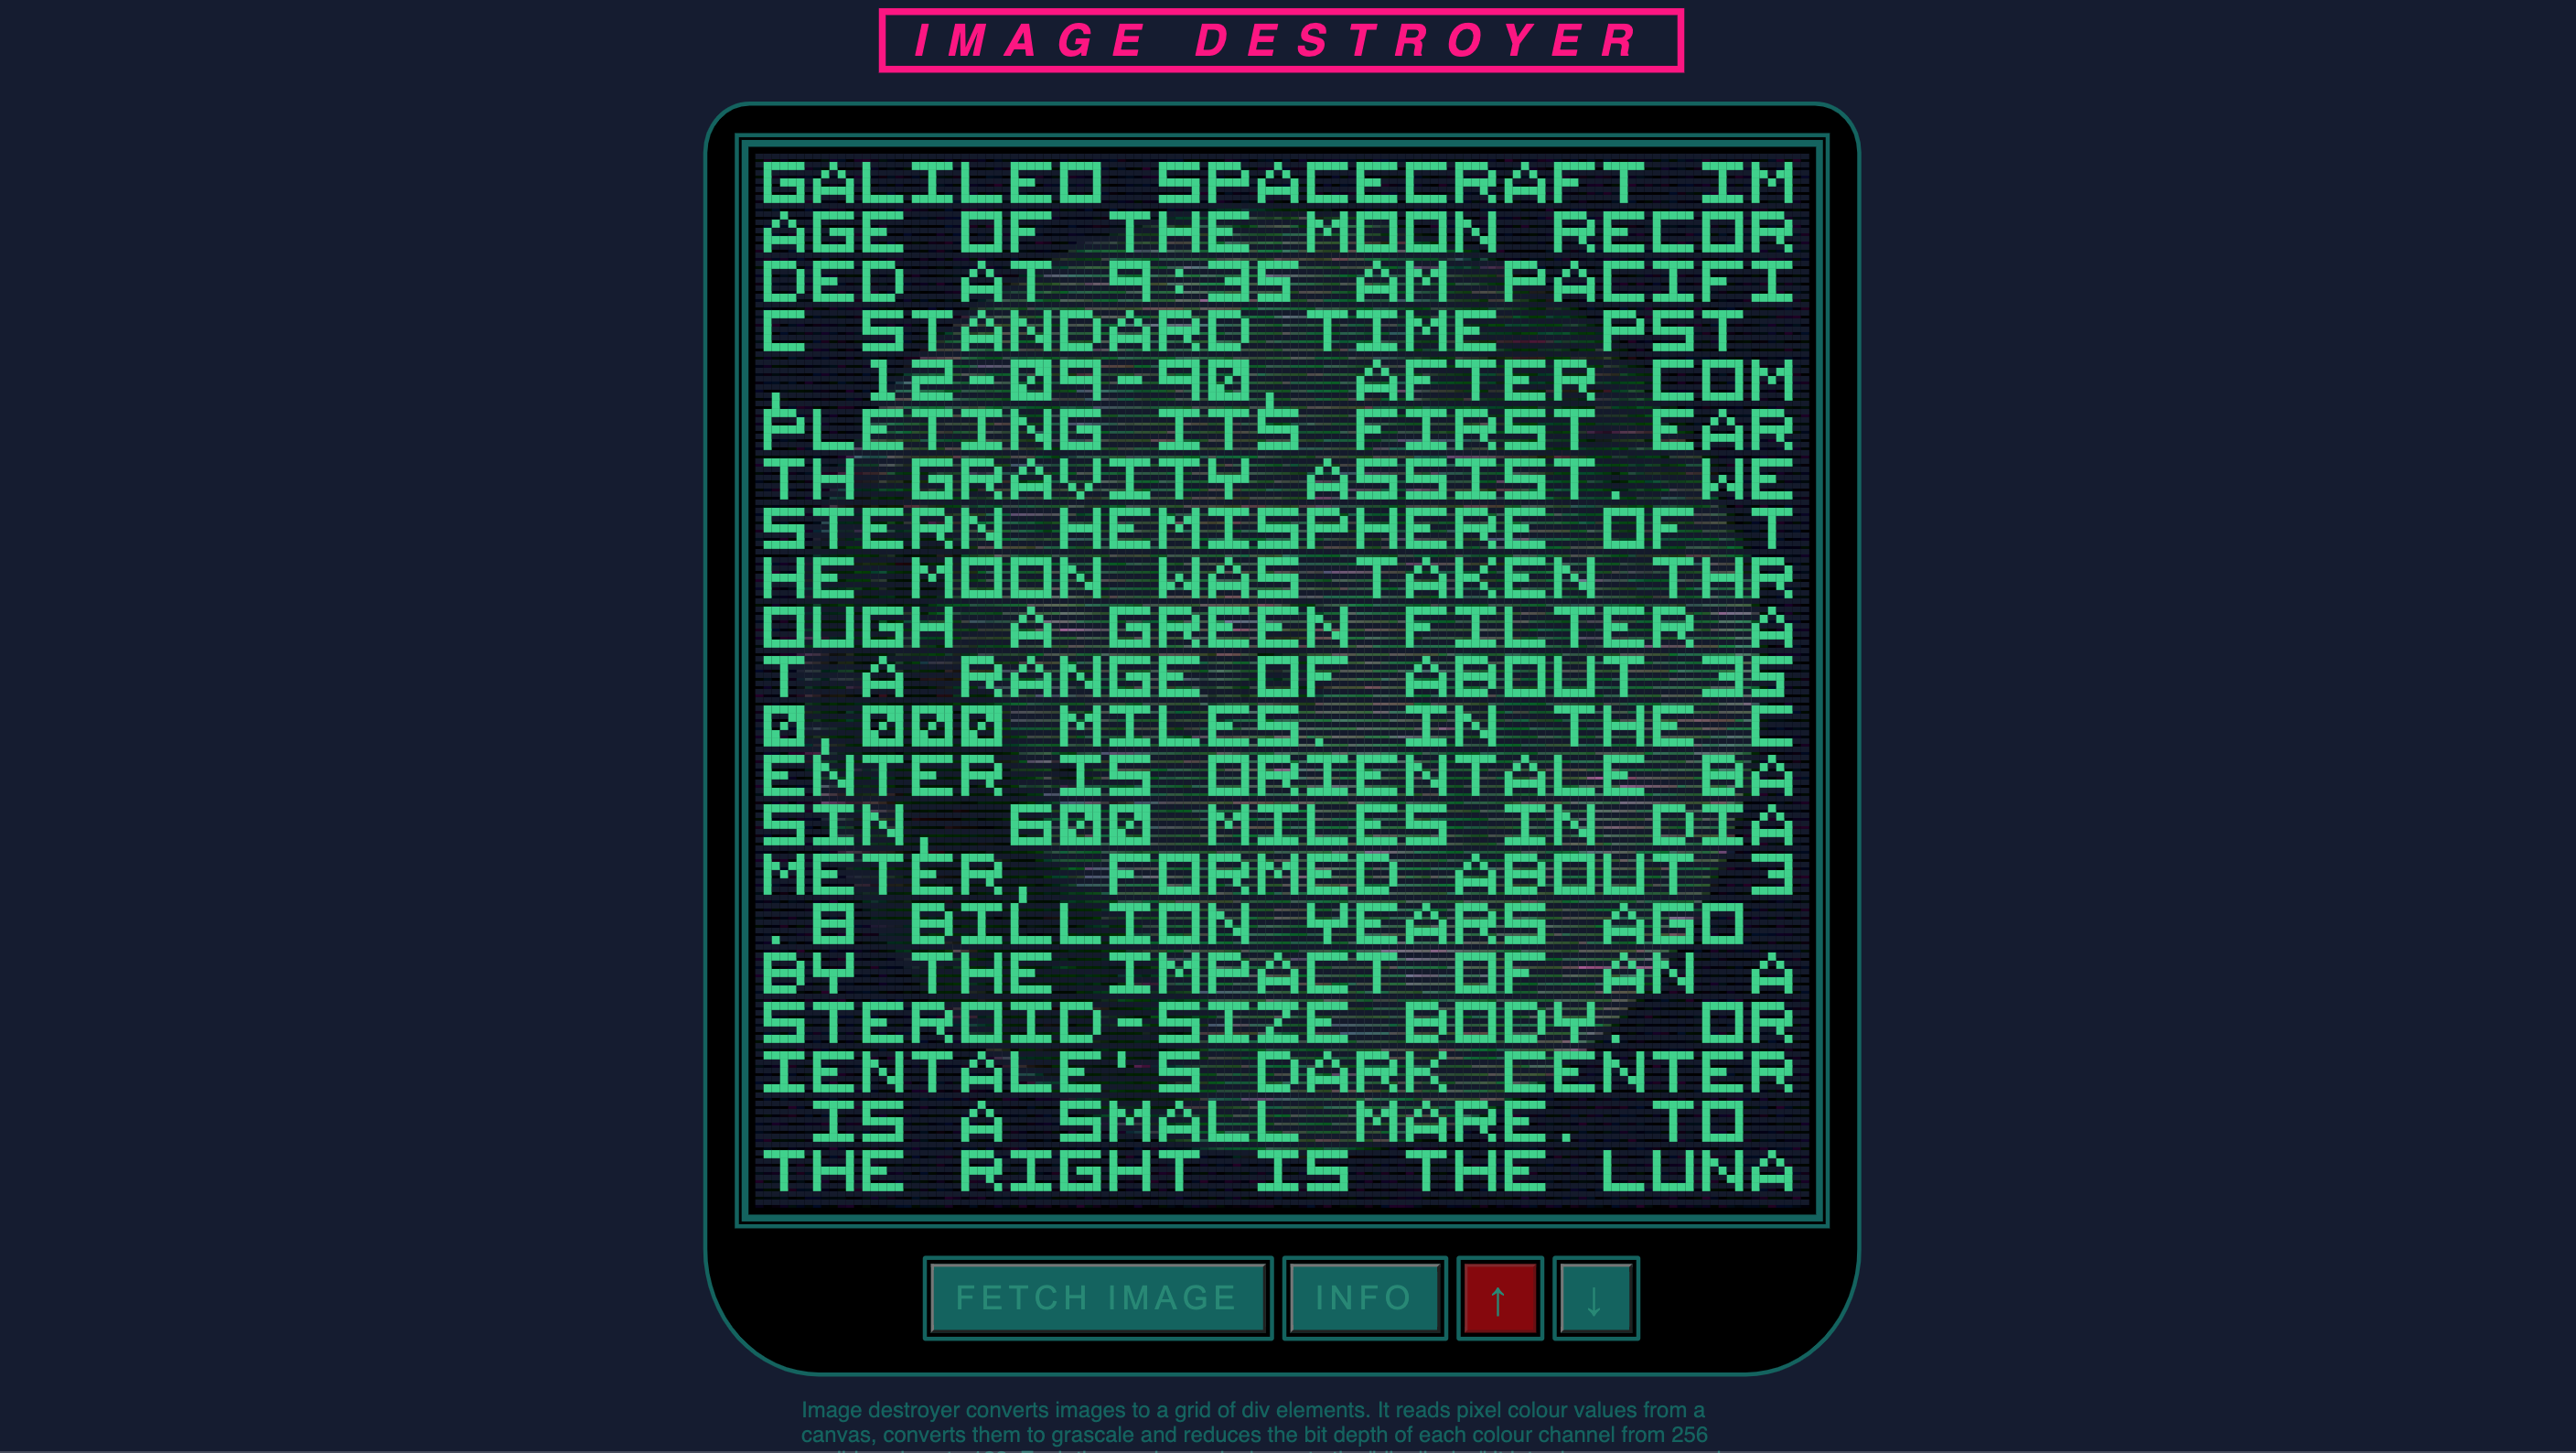 IMAGE DESTROYER
GALILEO SPACECRAFT IM
AGE OF THE MOON RECOR
DED AT 9:35 AM PACIFI
C STANDARD TIME PST
, 12-09-90, AFTER COM
PLETING ITS FIRST EAR
TH GRAVITY ASSIST. WE
STERN HEMISPHERE OF T
HE MOON WAS TAKEN THR
OUGH A GREEN FILTER A
T A RANGE OF ABOUT 35
0,000 MILES. IN THE C
ENTER IS ORIENTALE BA
SIN, 600 MILES IN DIA
METER, FORMED ABOUT 3
.8 BILLION YEARS AGO
BY THE IMPACT OF AN A
STEROID-SIZE BODY. OR
IENTALE'S DARK CENTER
IS A SMALL MARE. TO
THE RIGHT IS THE LUNA
FETCH IMAGE INFO ↑ ↓
Image destroyer converts images to a grid of div elements. It reads pixel colour values from a
canvas, converts them to grascale and reduces the bit depth of each colour channel from 256